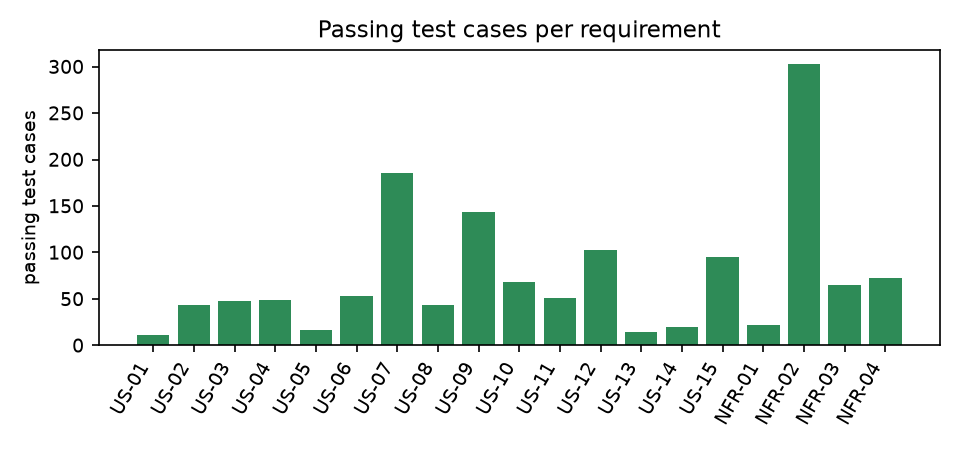 Passing test cases per requirement
passing test cases
300
250
200
150
100
50
0
US-01
US-02
US-03
US-04
US-05
US-06
US-07
US-08
US-09
US-10
US-11
US-12
US-13
US-14
US-15
NFR-01
NFR-02
NFR-03
NFR-04